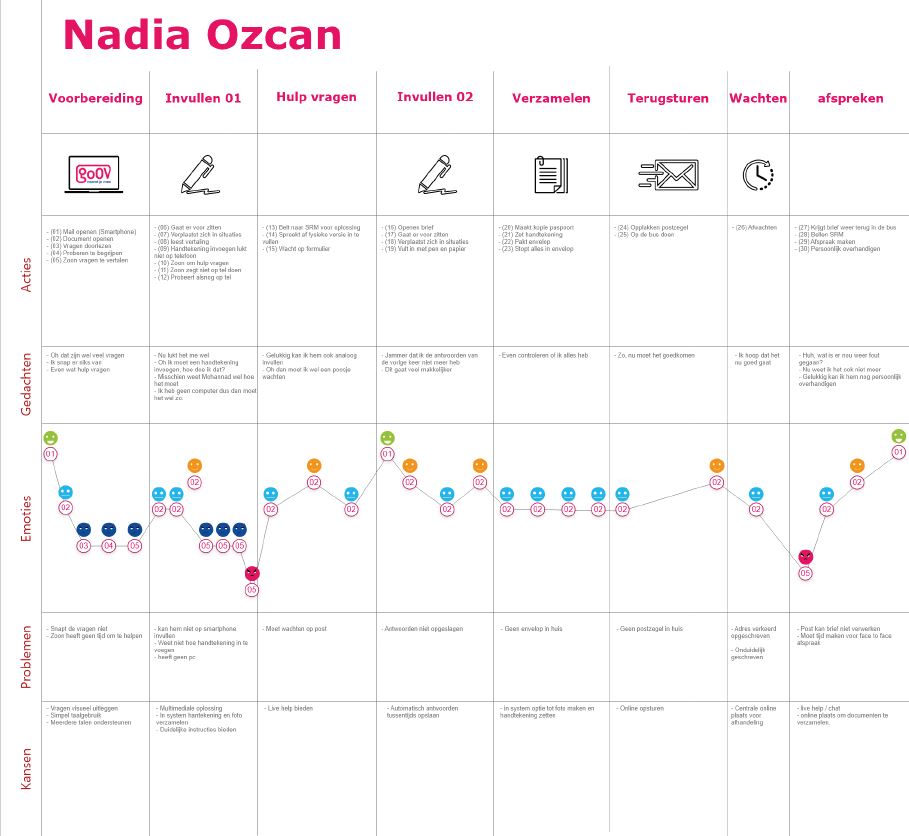 Nadia Ozcan
Voorbereiding
Invullen 01
Hulp vragen
Invullen 02
Verzamelen
Terugsturen
Wachten
afspreken
goOV
Acties
- (01) Mail openen (Smartphone)
- (02) Document openen
- (03) Vragen doorlezen
- (04) Proberen te begrijpen
- (05) Zoon vragen te vertalen
- (06) Gaat er voor zitten
- (07) Verplaatst zich in situaties
- (08) leest vertaling
- (09) Handtekening invoegen lukt
niet op telefoon
- (10) Zoon om hulp vragen
- (11) Zoon zegt niet op tel doen
- (12) Probeert alsnog op tel
- (13) Belt naar SRM voor oplossing
- (14) Spreekt af fysieke versie in te
vullen
- (15) Wacht op formulier
- (16) Openen brief
- (17) Gaat er voor zitten
- (18) Verplaatst zich in situaties
- (19) Vult in met pen en papier
- (20) Maakt kopie paspoort
- (21) Zet handtekening
- (22) Pakt envelop
- (23) Stopt alles in envelop
- (24) Opplakken postzegel
- (25) Op de bus doen
- (26) Afwachten
- (27) Krijgt brief weer terug in de bus
- (28) Bellen SRM
- (29) Afspraak maken
- (30) Persoonlijk overhandigen
Gedachten
- Oh dat zijn wel veel vragen
- Ik snap er niks van
- Even wat hulp vragen
- Nu lukt het me wel
- Oh ik moet een handtekening
invoegen, hoe doe ik dat?
- Misschien weet Mohannad wel hoe
het moet
- Ik heb geen computer dus dan moet
het wel zo.
- Gelukkig kan ik hem ook analoog
invullen
- Oh dan moet ik wel een poosje
wachten
- Jammer dat ik de antwoorden van
de vorige keer niet meer heb
- Dit gaat veel makkelijker
- Even controleren of ik alles heb
- Zo, nu moet het goedkomen
- Ik hoop dat het
nu goed gaat
- Huh, wat is er nou weer fout
gegaan?
- Nu weet ik het ook niet meer
- Gelukkig kan ik hem nog persoonlijk
overhandigen
Emoties
01
02
03
04
05
02
02
02
05
05
05
05
02
02
02
01
02
02
02
02
02
02
02
02
02
02
05
02
02
01
Problemen
- Snapt de vragen niet
- Zoon heeft geen tijd om te helpen
- kan hem niet op smartphone
invullen
- Weet niet hoe handtekening in te
voegen
- heeft geen pc
- Moet wachten op post
- Antwoorden niet opgeslagen
- Geen envelop in huis
- Geen postzegel in huis
- Adres verkeerd
opgeschreven
- Onduidelijk
geschreven
- Post kan brief niet verwerken
- Moet tijd maken voor face to face
afspraak
Kansen
- Vragen visueel uitleggen
- Simpel taalgebruik
- Meerdere talen ondersteunen
- Multimediale oplossing
- In system hantekening en foto
verzamelen
- Duidelijke instructies bieden
- Live help bieden
- Automatisch antwoorden
tussentijds opslaan
- in system optie tot foto maken en
handtekening zetten
- Online opsturen
- Centrale online
plaats voor
afhandeling
- live help / chat
- online plaats om documenten te
verzamelen.